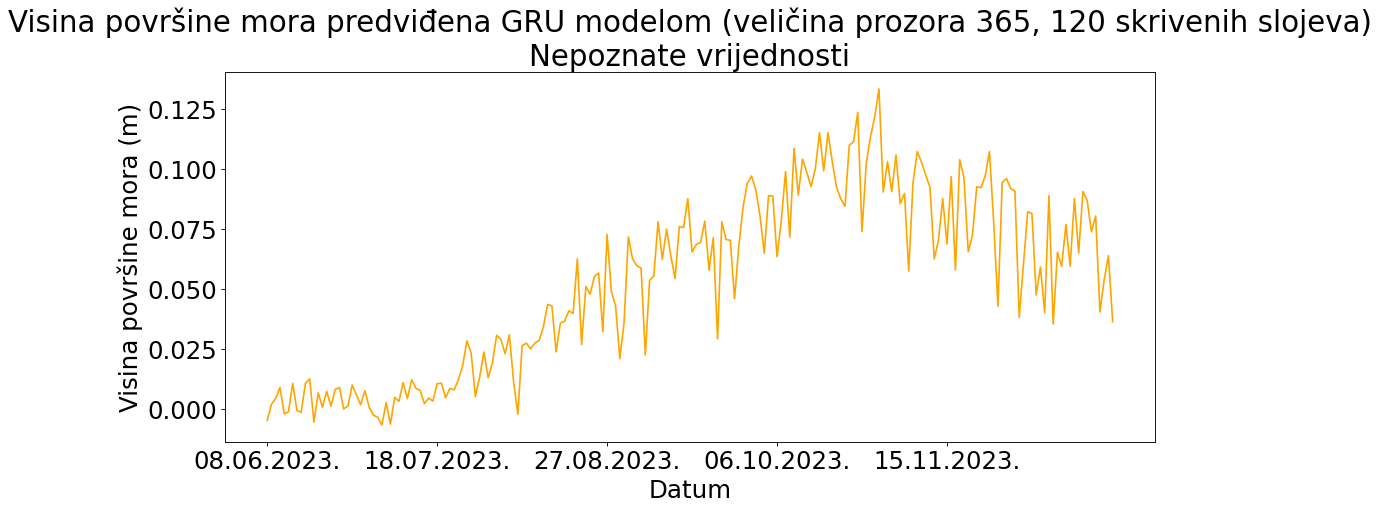 Visina površine mora predviđena GRU modelom (veličina prozora 365, 120 skrivenih slojeva)
Nepoznate vrijednosti
Visina površine mora (m)
0.125
0.100
0.075
0.050
0.025
0.000
08.06.2023. 18.07.2023. 27.08.2023. 06.10.2023. 15.11.2023.
Datum